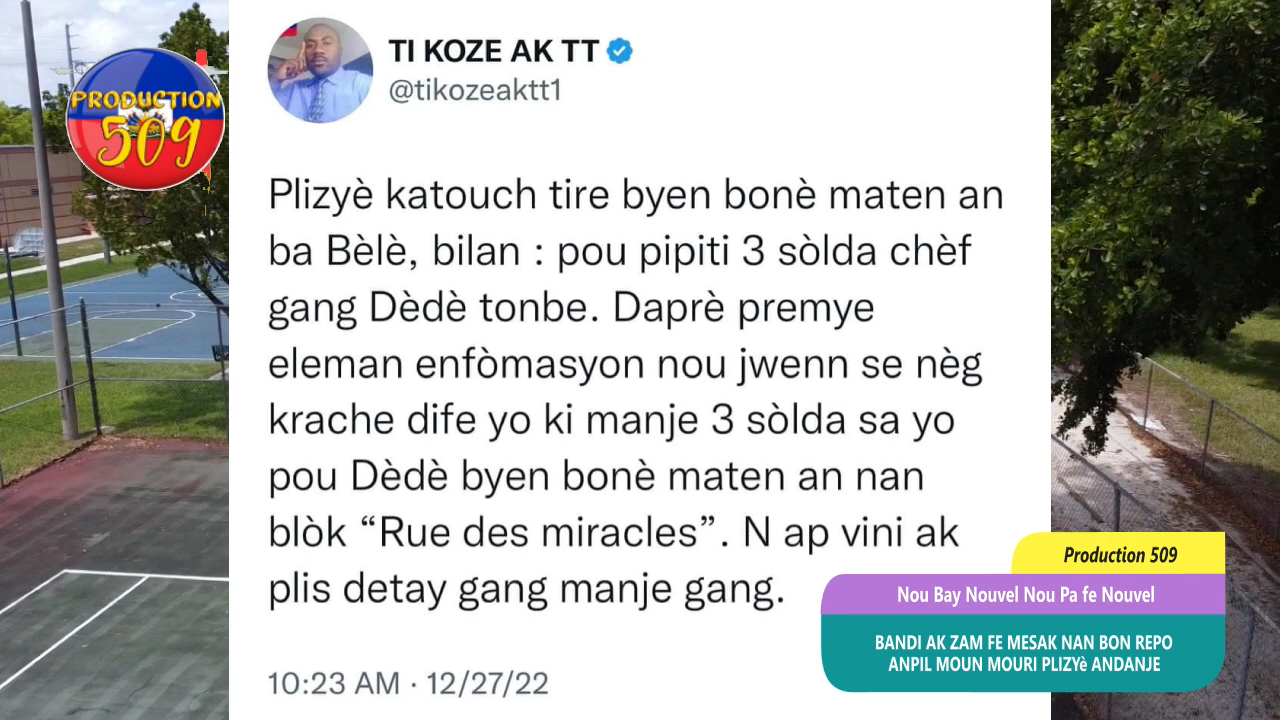 PRODUCTION
509
TI KOZE AK TT
@tikozeaktt1
Plizyè katouch tire byen bonè maten an
ba Bèlè, bilan : pou pipiti 3 sòlda chèf
gang Dèdè tonbe. Daprè premye
eleman enfòmasyon nou jwenn se nèg
krache dife yo ki manje 3 sòlda sa yo
pou Dèdè byen bonè maten an nan
blòk “Rue des miracles”. N ap vini ak
plis detay gang manje gang.
10:23 AM · 12/27/22
Production 509
Nou Bay Nouvel Nou Pa fe Nouvel
BANDI AK ZAM FE MESAK NAN BON REPO
ANPIL MOUN MOURI PLIZYè ANDANJE